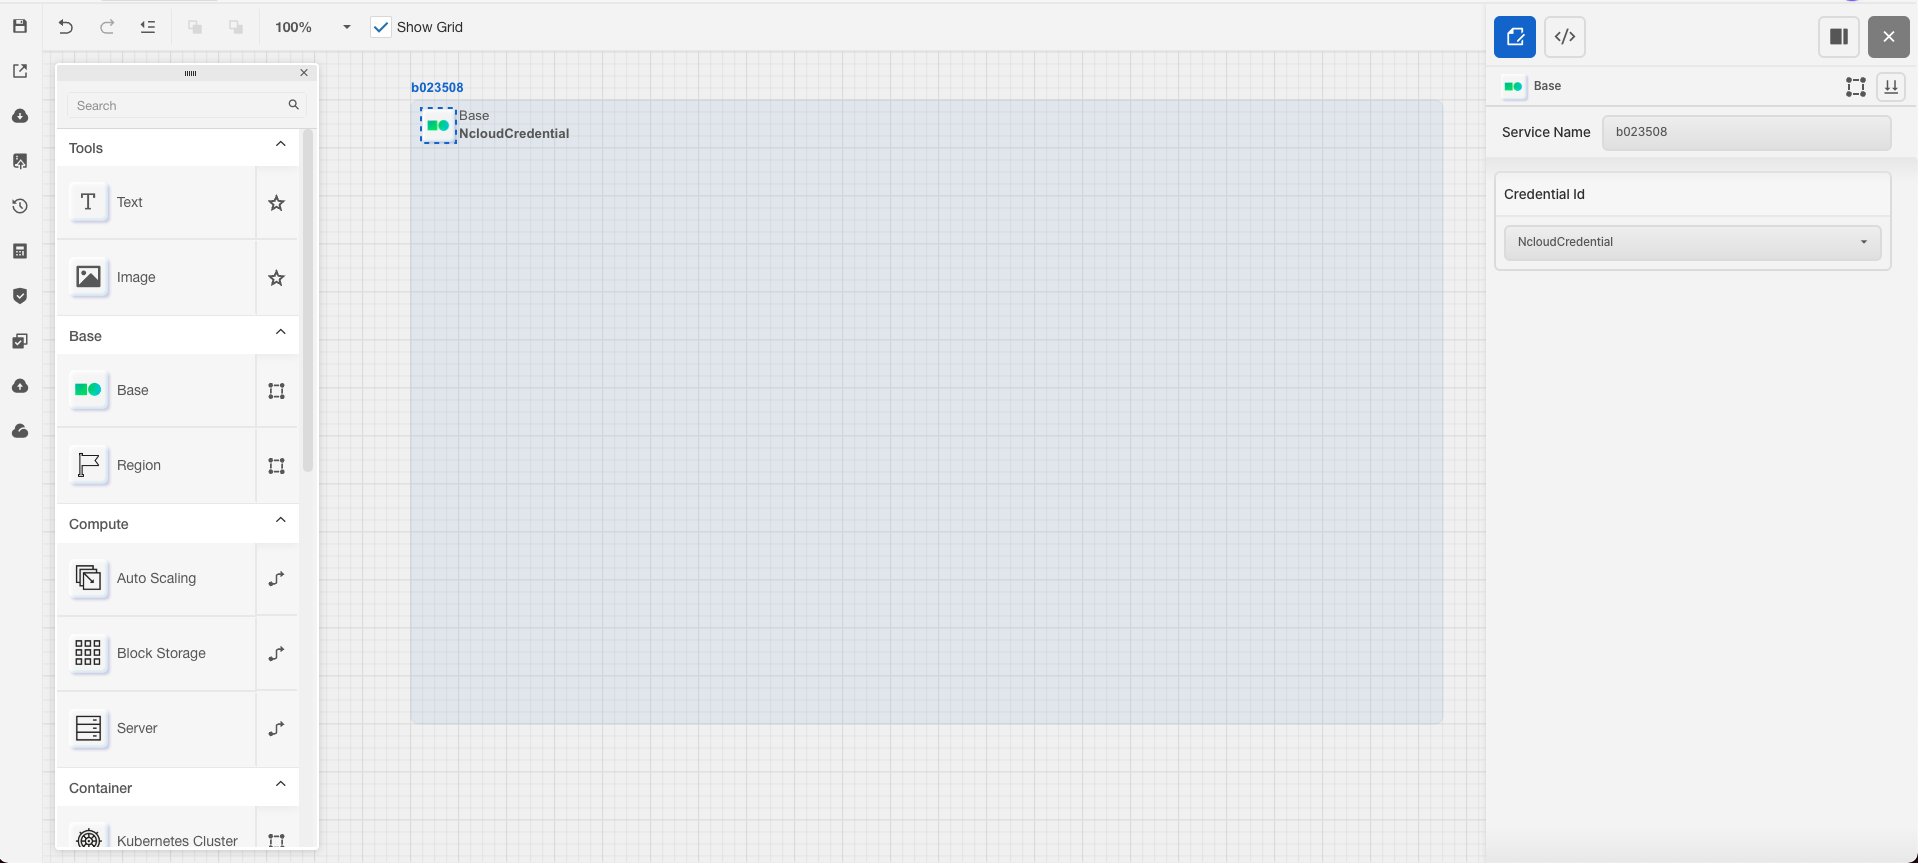 100%
Show Grid
Search
Tools
Text
Image
Base
Base
Region
Compute
Auto Scaling
Block Storage
Server
Container
Kubernetes Cluster
b023508
Base
NcloudCredential
</>
Base
Service Name
b023508
Credential Id
NcloudCredential